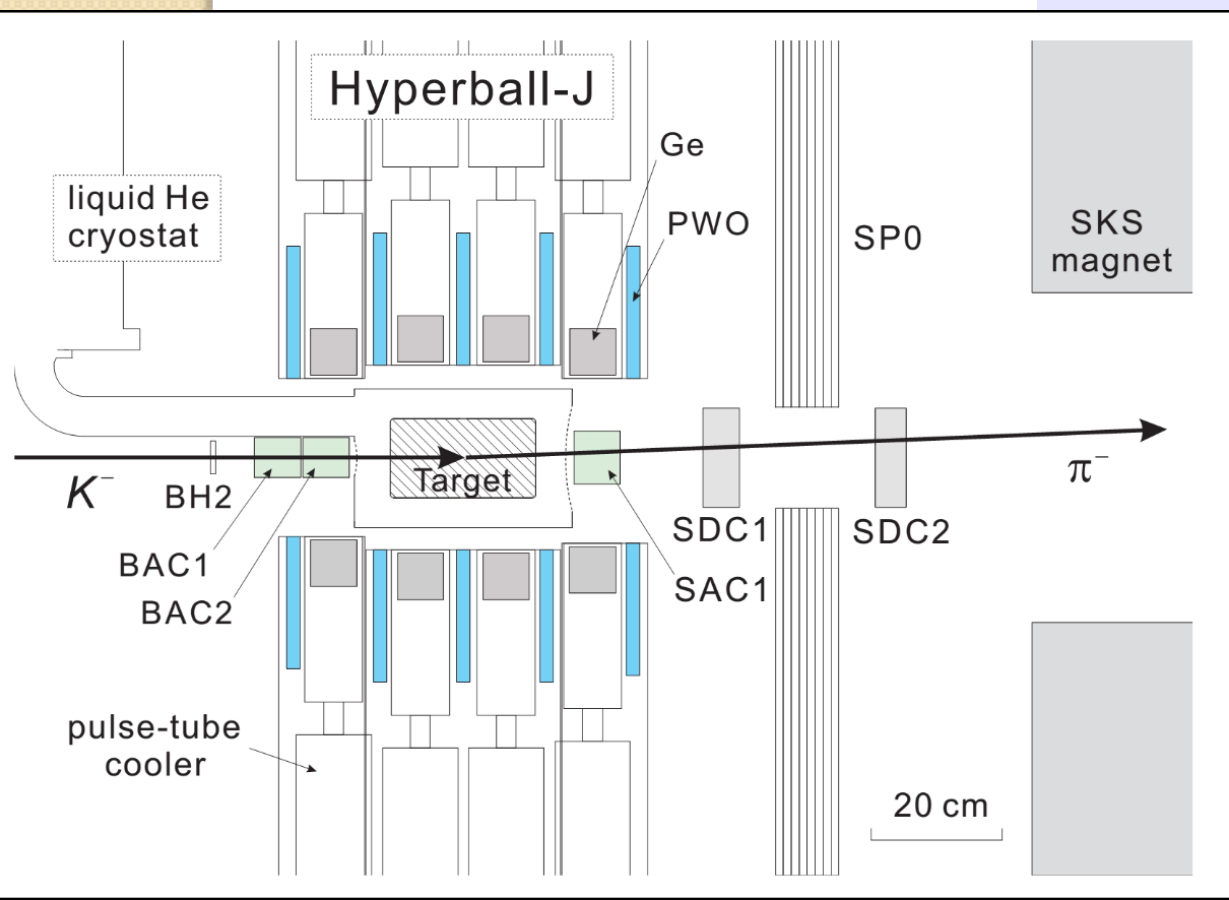 Hyperball-J
Ge
liquid He
cryostat
PWO
SP0
SKS
magnet
K⁻
BH2
Target
π⁻
SDC1
SDC2
BAC1
BAC2
SAC1
pulse-tube
cooler
20 cm